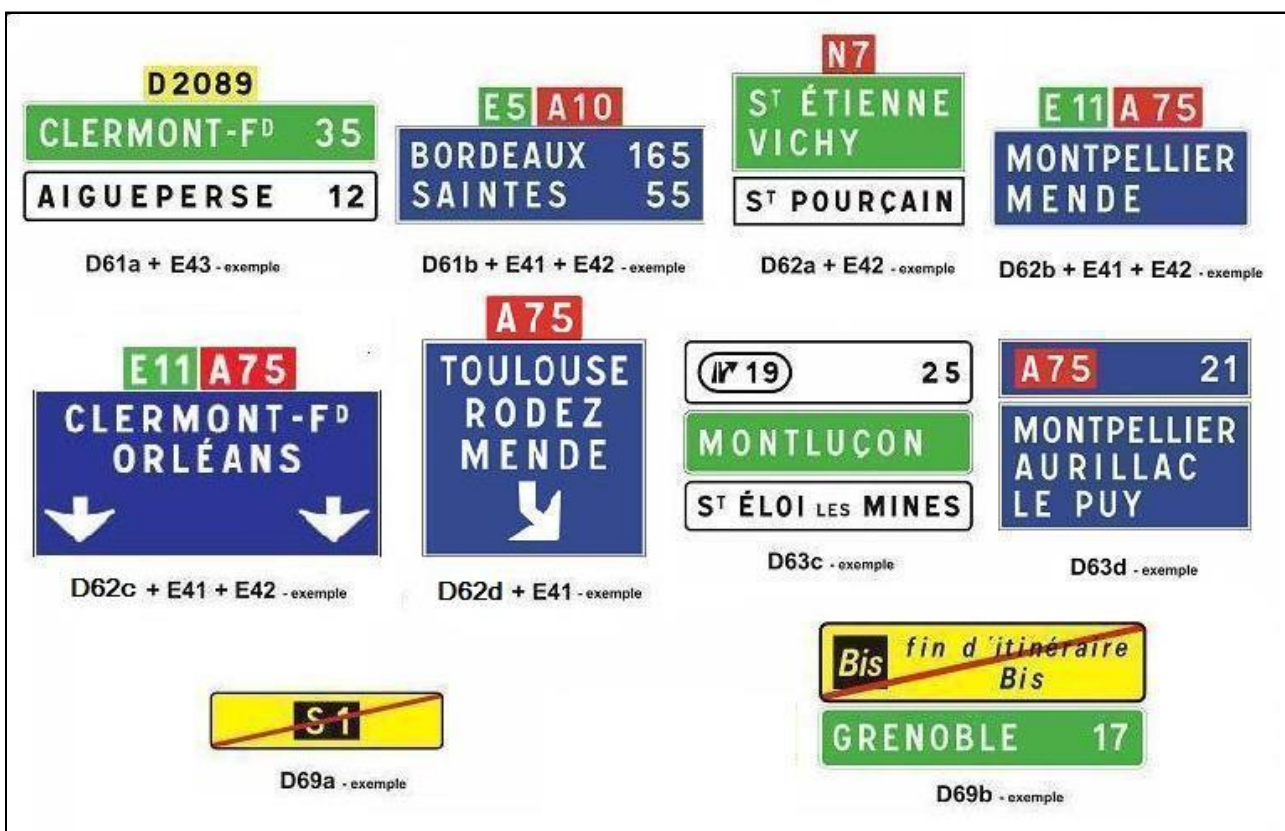 D2089
CLERMONT-Fᴰ 35
AIGUEPERSE 12
D61a + E43 - exemple
E5 A10
BORDEAUX 165
SAINTES 55
D61b + E41 + E42 - exemple
N7
Sᵀ ÉTIENNE
VICHY
Sᵀ POURÇAIN
D62a + E42 - exemple
E 11 A 75
MONTPELLIER
MENDE
D62b + E41 + E42 - exemple
E11 A75
CLERMONT-Fᴰ
ORLÉANS
D62c + E41 + E42 - exemple
A75
TOULOUSE
RODEZ
MENDE
D62d + E41 - exemple
19 25
MONTLUÇON
Sᵀ ÉLOI LES MINES
D63c - exemple
A75 21
MONTPELLIER
AURILLAC
LE PUY
D63d - exemple
S1
D69a - exemple
Bis fin d'itinéraire
Bis
GRENOBLE 17
D69b - exemple